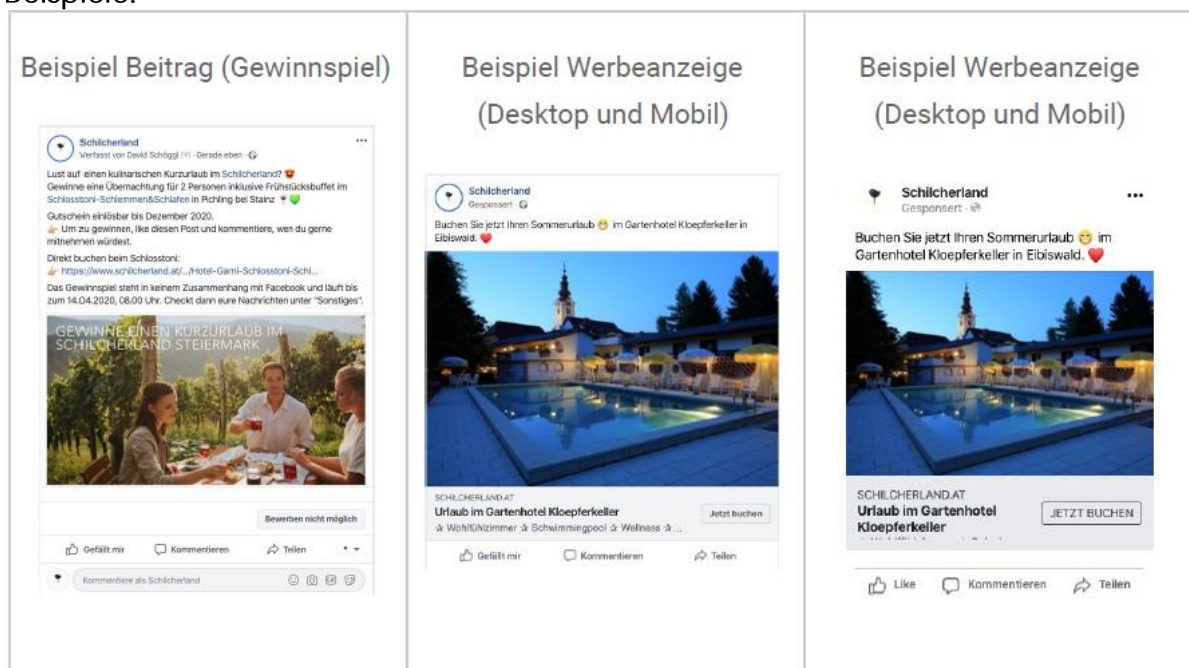 Beispiele:
Beispiel Beitrag (Gewinnspiel)
Schilcherland
Verfasst von David Schöggl · Gerade eben ·
Lust auf einen kulinarischen Kurzurlaub im Schilcherland? 😍
Gewinne eine Übernachtung für 2 Personen inklusive Frühstücksbuffet im
Schlosstoni-Schlemmen&Schlafen in Pichling bei Stainz 🍷💚
Gutschein einlösbar bis Dezember 2020.
👉 Um zu gewinnen, like diesen Post und kommentiere, wen du gerne
mitnehmen würdest.
Direkt buchen beim Schlosstoni:
👉 https://www.schilcherland.at/.../Hotel-Garni-Schlosstoni-Schl...
Das Gewinnspiel steht in keinem Zusammenhang mit Facebook und läuft bis
zum 14.04.2020, 08.00 Uhr. Checkt dann eure Nachrichten unter "Sonstiges".
GEWINNE EINEN KURZURLAUB IM
SCHILCHERLAND STEIERMARK
Bewerben nicht möglich
Gefällt mir Kommentieren Teilen
Kommentiere als Schilcherland
Beispiel Werbeanzeige
(Desktop und Mobil)
Schilcherland
Gesponsert ·
Buchen Sie jetzt Ihren Sommerurlaub 😁 im Gartenhotel Kloepferkeller in
Eibiswald. ❤️
SCHILCHERLAND.AT
Urlaub im Gartenhotel Kloepferkeller
Jetzt buchen
☆ Wohlfühlzimmer ☆ Schwimmingpool ☆ Wellness ☆...
Gefällt mir Kommentieren Teilen
Beispiel Werbeanzeige
(Desktop und Mobil)
Schilcherland
Gesponsert ·
Buchen Sie jetzt Ihren Sommerurlaub 😁 im
Gartenhotel Kloepferkeller in Eibiswald. ❤️
SCHILCHERLAND.AT
Urlaub im Gartenhotel
Kloepferkeller
JETZT BUCHEN
Like Kommentieren Teilen